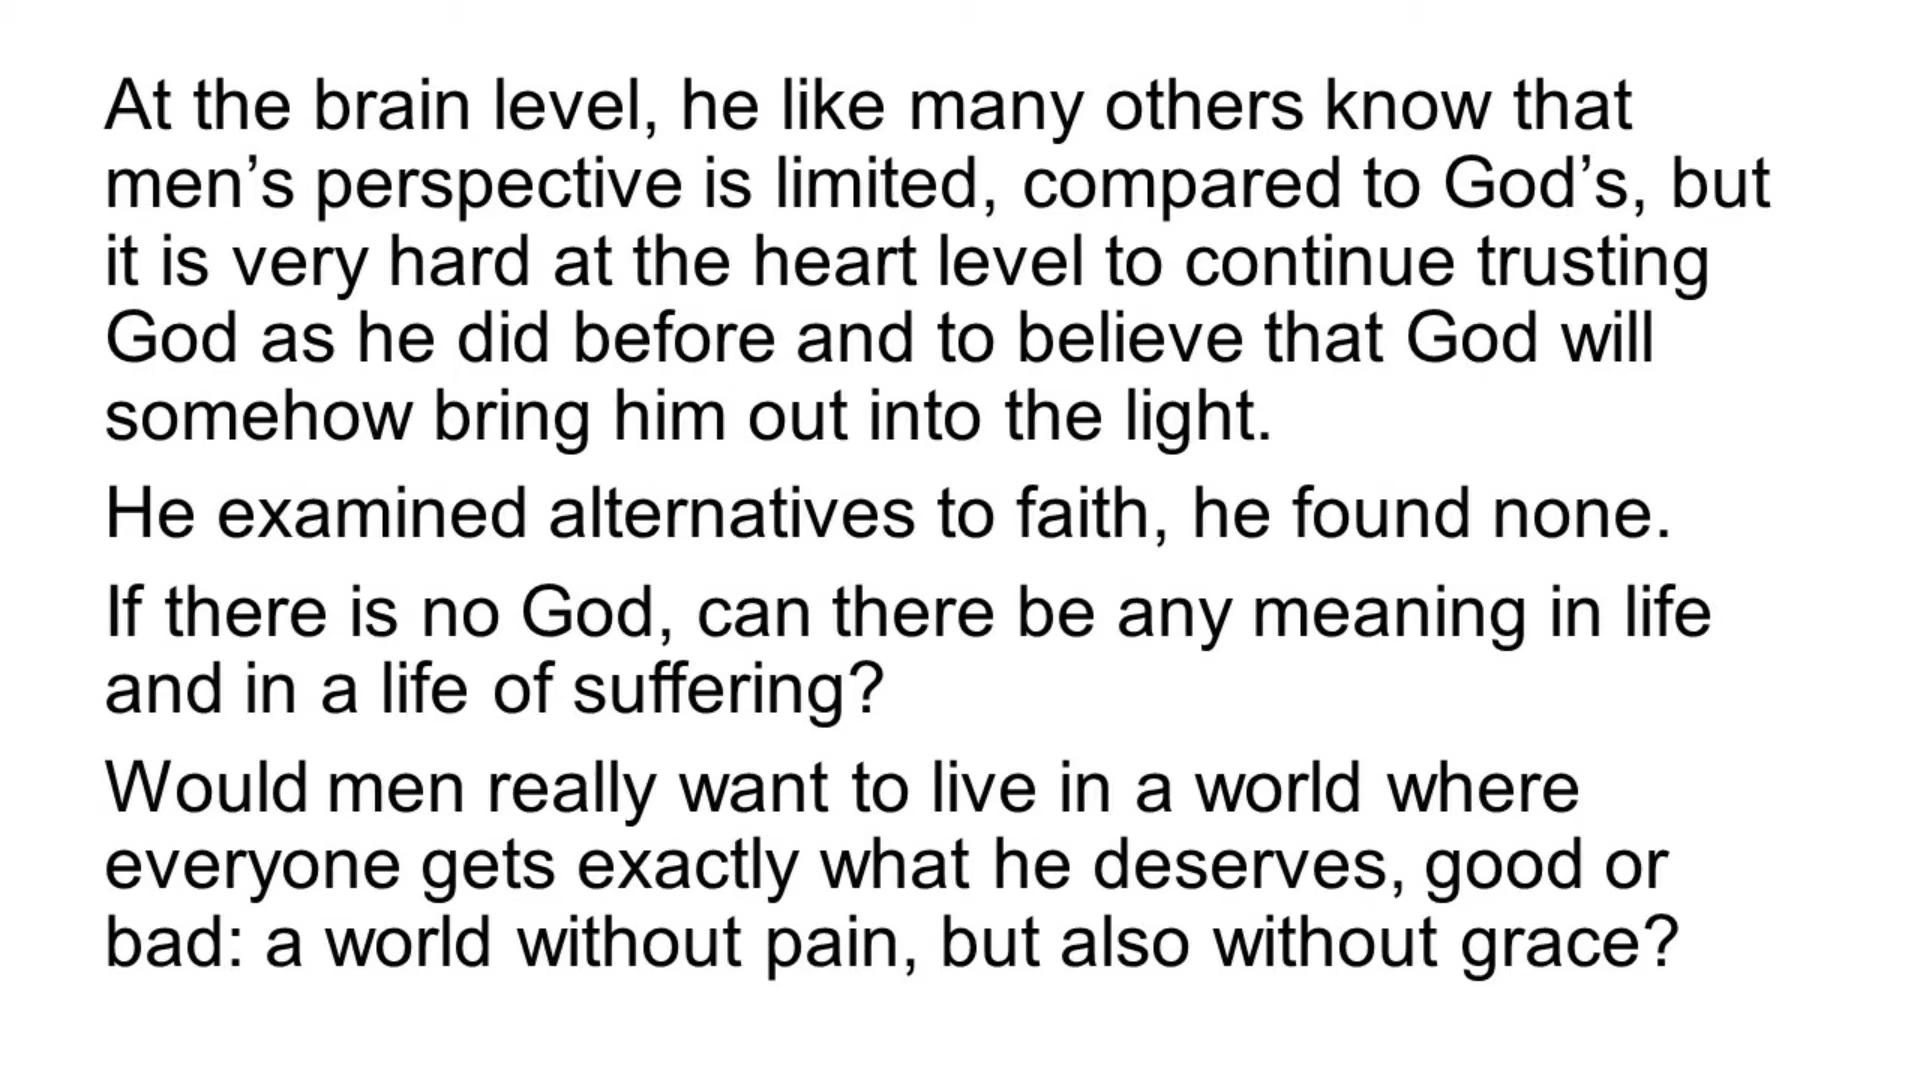 At the brain level, he like many others know that
men’s perspective is limited, compared to God’s, but
it is very hard at the heart level to continue trusting
God as he did before and to believe that God will
somehow bring him out into the light.
He examined alternatives to faith, he found none.
If there is no God, can there be any meaning in life
and in a life of suffering?
Would men really want to live in a world where
everyone gets exactly what he deserves, good or
bad: a world without pain, but also without grace?